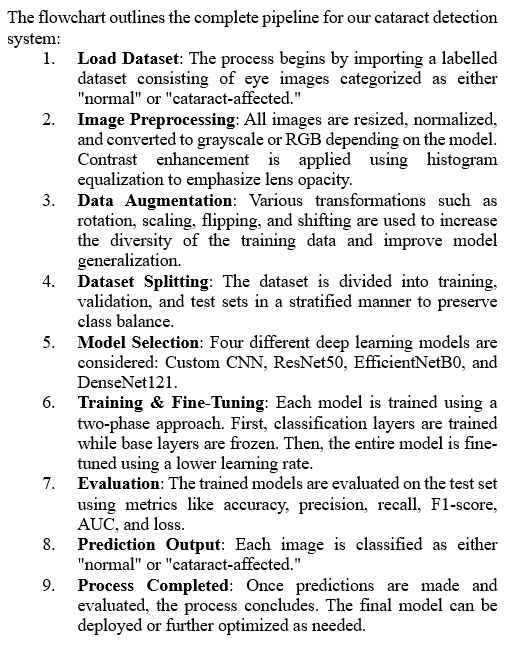 The flowchart outlines the complete pipeline for our cataract detection
system:
1. Load Dataset: The process begins by importing a labelled
dataset consisting of eye images categorized as either
"normal" or "cataract-affected."
2. Image Preprocessing: All images are resized, normalized,
and converted to grayscale or RGB depending on the model.
Contrast enhancement is applied using histogram
equalization to emphasize lens opacity.
3. Data Augmentation: Various transformations such as
rotation, scaling, flipping, and shifting are used to increase
the diversity of the training data and improve model
generalization.
4. Dataset Splitting: The dataset is divided into training,
validation, and test sets in a stratified manner to preserve
class balance.
5. Model Selection: Four different deep learning models are
considered: Custom CNN, ResNet50, EfficientNetB0, and
DenseNet121.
6. Training & Fine-Tuning: Each model is trained using a
two-phase approach. First, classification layers are trained
while base layers are frozen. Then, the entire model is fine-
tuned using a lower learning rate.
7. Evaluation: The trained models are evaluated on the test set
using metrics like accuracy, precision, recall, F1-score,
AUC, and loss.
8. Prediction Output: Each image is classified as either
"normal" or "cataract-affected."
9. Process Completed: Once predictions are made and
evaluated, the process concludes. The final model can be
deployed or further optimized as needed.